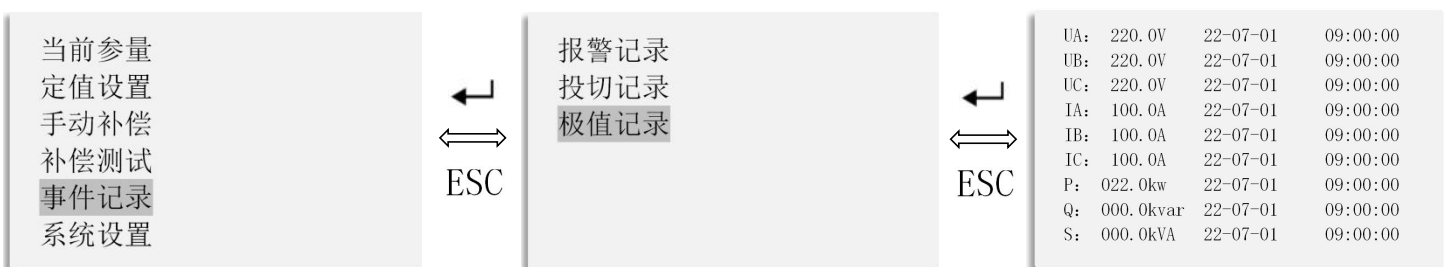 当前参量
定值设置
手动补偿
补偿测试
事件记录
系统设置
ESC
报警记录
投切记录
极值记录
ESC
UA: 220.0V 22-07-01 09:00:00
UB: 220.0V 22-07-01 09:00:00
UC: 220.0V 22-07-01 09:00:00
IA: 100.0A 22-07-01 09:00:00
IB: 100.0A 22-07-01 09:00:00
IC: 100.0A 22-07-01 09:00:00
P: 022.0kw 22-07-01 09:00:00
Q: 000.0kvar 22-07-01 09:00:00
S: 000.0kVA 22-07-01 09:00:00